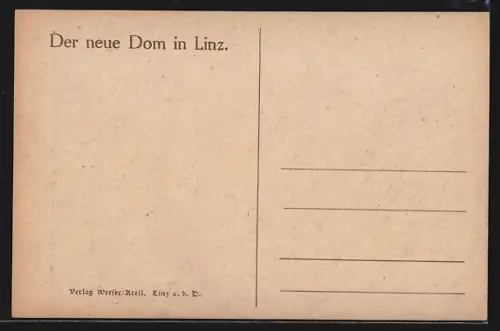 Der neue Dom in Linz.
Verlag Weeser-Krell, Linz a. d. D.